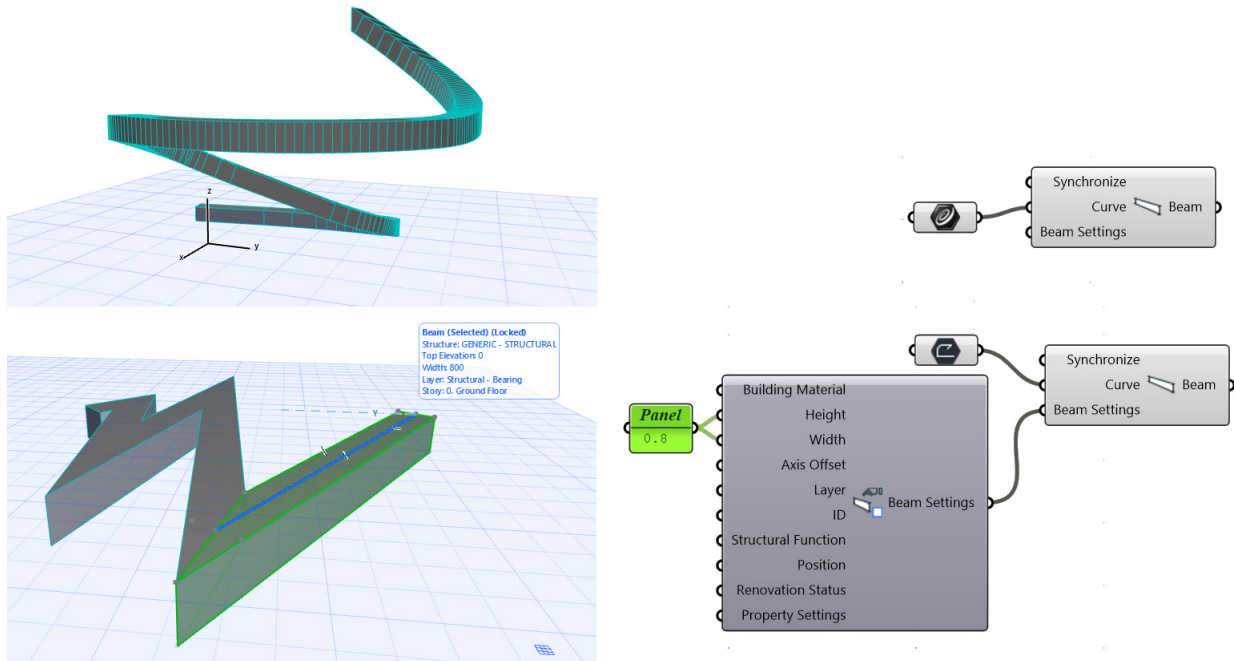 z
x
y
Synchronize
Curve
Beam
Beam Settings
Beam (Selected) (Locked)
Structure: GENERIC - STRUCTURAL
Top Elevation: 0
Width: 800
Layer: Structural - Bearing
Story: 0. Ground Floor
Y
Synchronize
Curve
Beam
Beam Settings
Panel
0.8
Building Material
Height
Width
Axis Offset
Layer
ID
Structural Function
Position
Renovation Status
Property Settings
Beam Settings